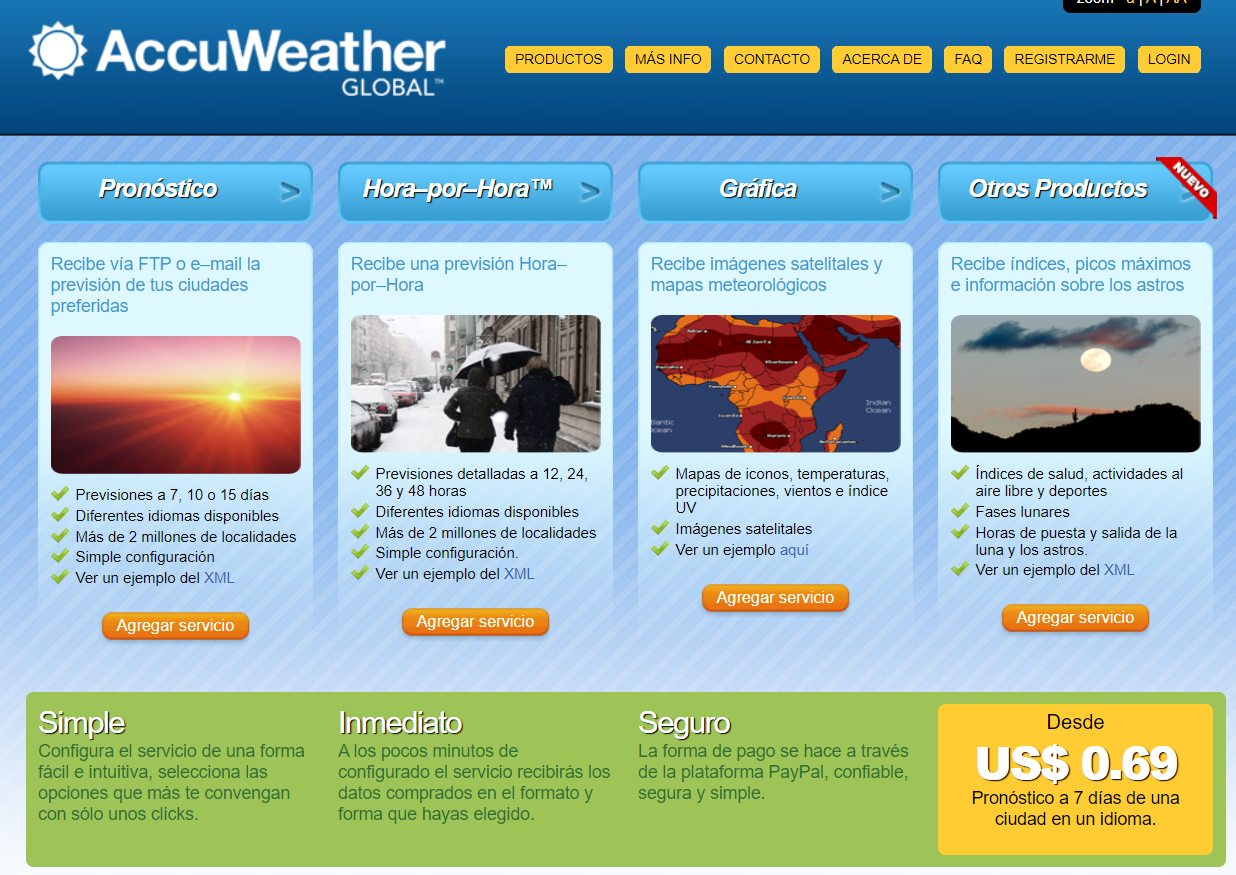 zoom a | A | AA
AccuWeather
GLOBAL™
PRODUCTOS
MÁS INFO
CONTACTO
ACERCA DE
FAQ
REGISTRARME
LOGIN
Pronóstico >
Recibe vía FTP o e–mail la
previsión de tus ciudades
preferidas
Previsiones a 7, 10 o 15 días
Diferentes idiomas disponibles
Más de 2 millones de localidades
Simple configuración
Ver un ejemplo del XML
Agregar servicio
Hora–por–Hora™ >
Recibe una previsión Hora–
por–Hora
Previsiones detalladas a 12, 24,
36 y 48 horas
Diferentes idiomas disponibles
Más de 2 millones de localidades
Simple configuración.
Ver un ejemplo del XML
Agregar servicio
Gráfica >
Recibe imágenes satelitales y
mapas meteorológicos
Indian
Ocean
Mapas de iconos, temperaturas,
precipitaciones, vientos e índice
UV
Imágenes satelitales
Ver un ejemplo aquí
Agregar servicio
Otros Productos >
NUEVO
Recibe índices, picos máximos
e información sobre los astros
Índices de salud, actividades al
aire libre y deportes
Fases lunares
Horas de puesta y salida de la
luna y los astros.
Ver un ejemplo del XML
Agregar servicio
Simple
Configura el servicio de una forma
fácil e intuitiva, selecciona las
opciones que más te convengan
con sólo unos clicks.
Inmediato
A los pocos minutos de
configurado el servicio recibirás los
datos comprados en el formato y
forma que hayas elegido.
Seguro
La forma de pago se hace a través
de la plataforma PayPal, confiable,
segura y simple.
Desde
US$ 0.69
Pronóstico a 7 días de una
ciudad en un idioma.